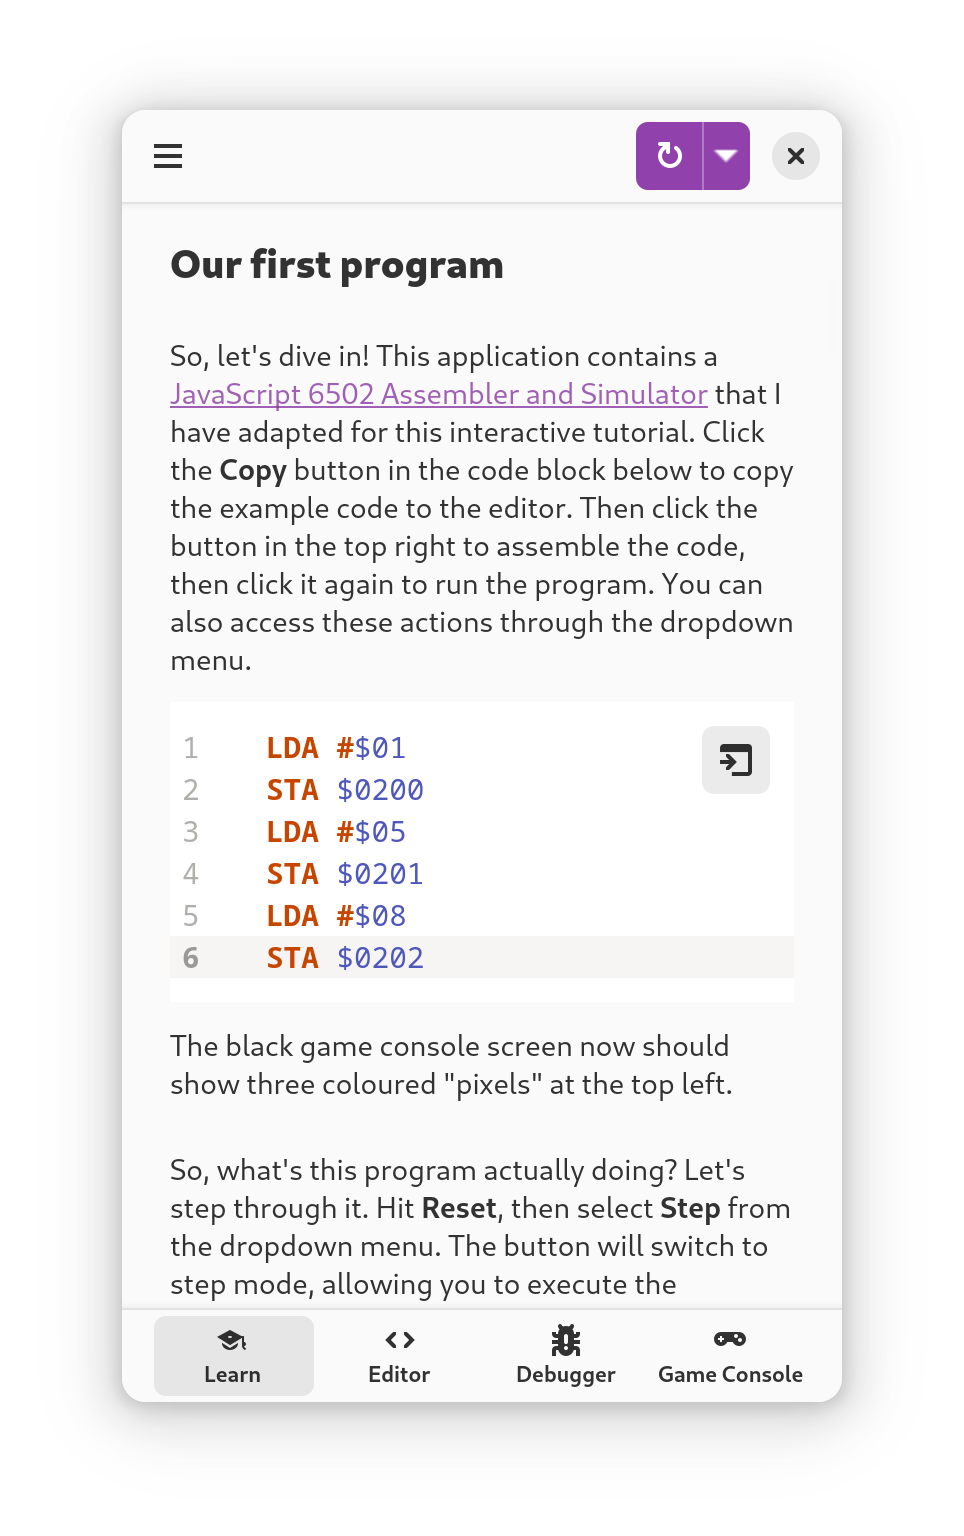 Our first program
So, let's dive in! This application contains a
JavaScript 6502 Assembler and Simulator that I
have adapted for this interactive tutorial. Click
the Copy button in the code block below to copy
the example code to the editor. Then click the
button in the top right to assemble the code,
then click it again to run the program. You can
also access these actions through the dropdown
menu.
1 LDA #$01
2 STA $0200
3 LDA #$05
4 STA $0201
5 LDA #$08
6 STA $0202
The black game console screen now should
show three coloured "pixels" at the top left.
So, what's this program actually doing? Let's
step through it. Hit Reset, then select Step from
the dropdown menu. The button will switch to
step mode, allowing you to execute the
Learn Editor Debugger Game Console